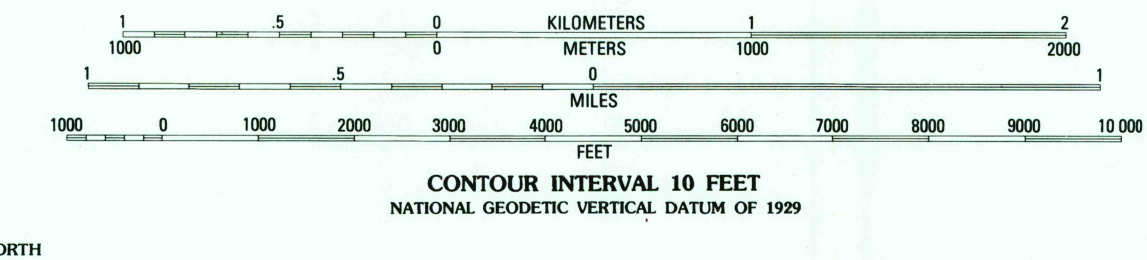 1 .5 0 KILOMETERS 1 2
1000 0 METERS 1000 2000
1 .5 0 1
MILES
1000 0 1000 2000 3000 4000 5000 6000 7000 8000 9000 10 000
FEET
CONTOUR INTERVAL 10 FEET
NATIONAL GEODETIC VERTICAL DATUM OF 1929
ORTH